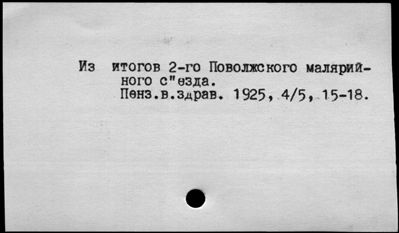 Из итогов 2-го Поволжского малярий-
ного с"езда.
Пенз.в.здрав. 1925, 4/5, 15-18.